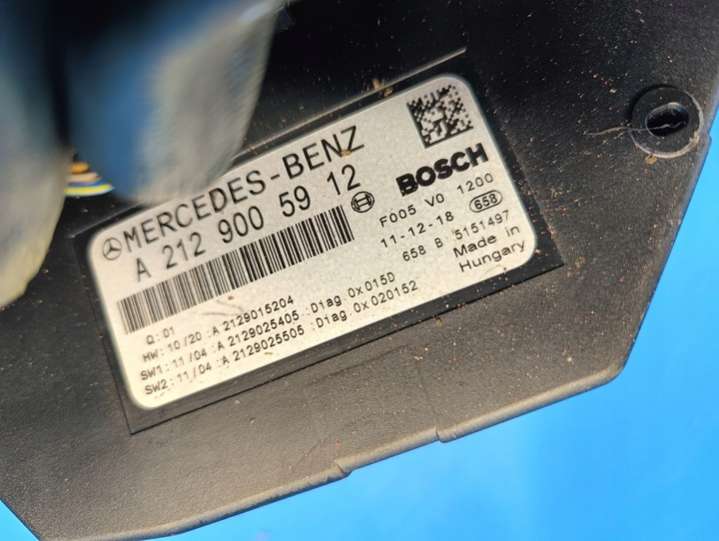 MERCEDES-BENZ
A 212 900 59 12
BOSCH
F005 V0 1200
11-12-18 658
658 B 5151497
Made in
Hungary
Q:01
HW:10/20 :A 2129015204
SW1:11/04 :A 2129025405 :Diag 0x015D
SW2:11/04 :A 2129025505 :Diag 0x020152